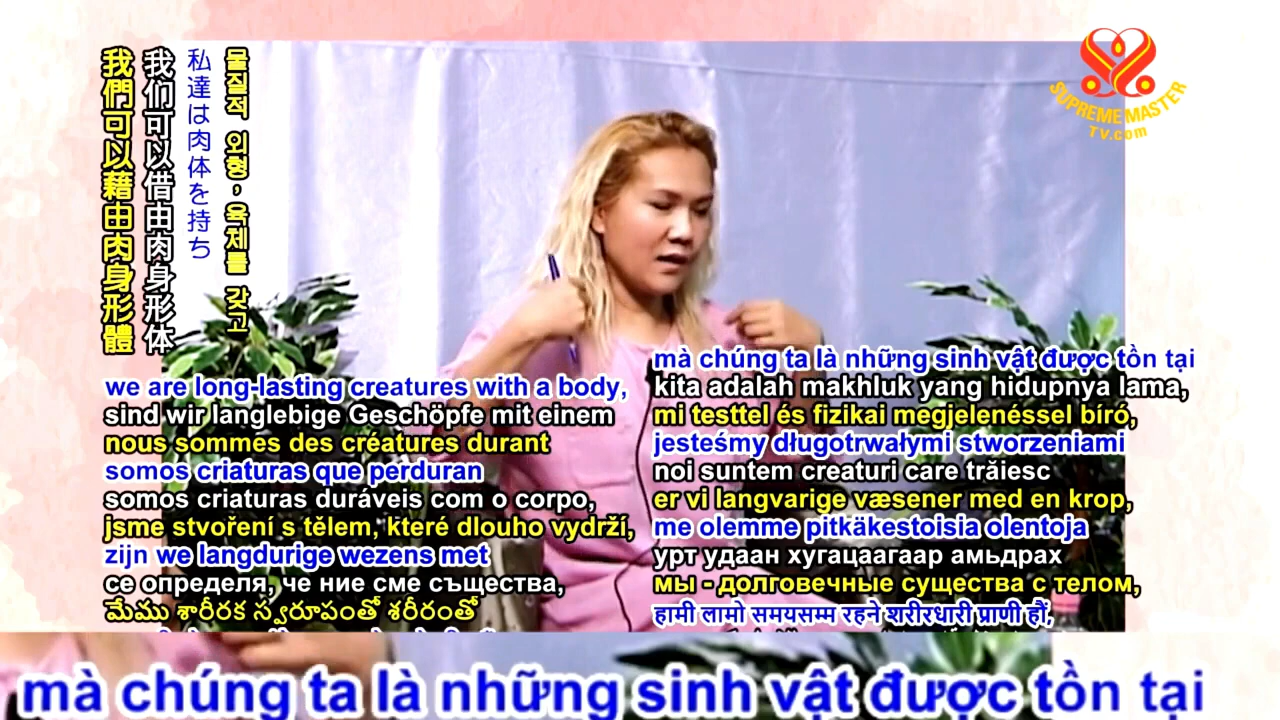 我們可以藉由肉身形體
我们可以借由肉身形体
私達は肉体を持ち
물질적 외형, 육체를 갖고
SUPREME MASTER
TV.com
we are long-lasting creatures with a body,
sind wir langlebige Geschöpfe mit einem
nous sommes des créatures durant
somos criaturas que perduran
somos criaturas duráveis com o corpo,
jsme stvoření s tělem, které dlouho vydrží,
zijn we langdurige wezens met
се определя, че ние сме същества,
మేము శారీరక స్వరూపంతో శరీరంతో
mà chúng ta là những sinh vật được tồn tại
kita adalah makhluk yang hidupnya lama,
mi testtel és fizikai megjelenéssel bíró,
jesteśmy długotrwałymi stworzeniami
noi suntem creaturi care trăiesc
er vi langvarige væsener med en krop,
me olemme pitkäkestoisia olentoja
урт удаан хугацаагаар амьдрах
мы - долговечные существа с телом,
हामी लामो समयसम्म रहने शरीरधारी प्राणी हौं,
mà chúng ta là những sinh vật được tồn tại